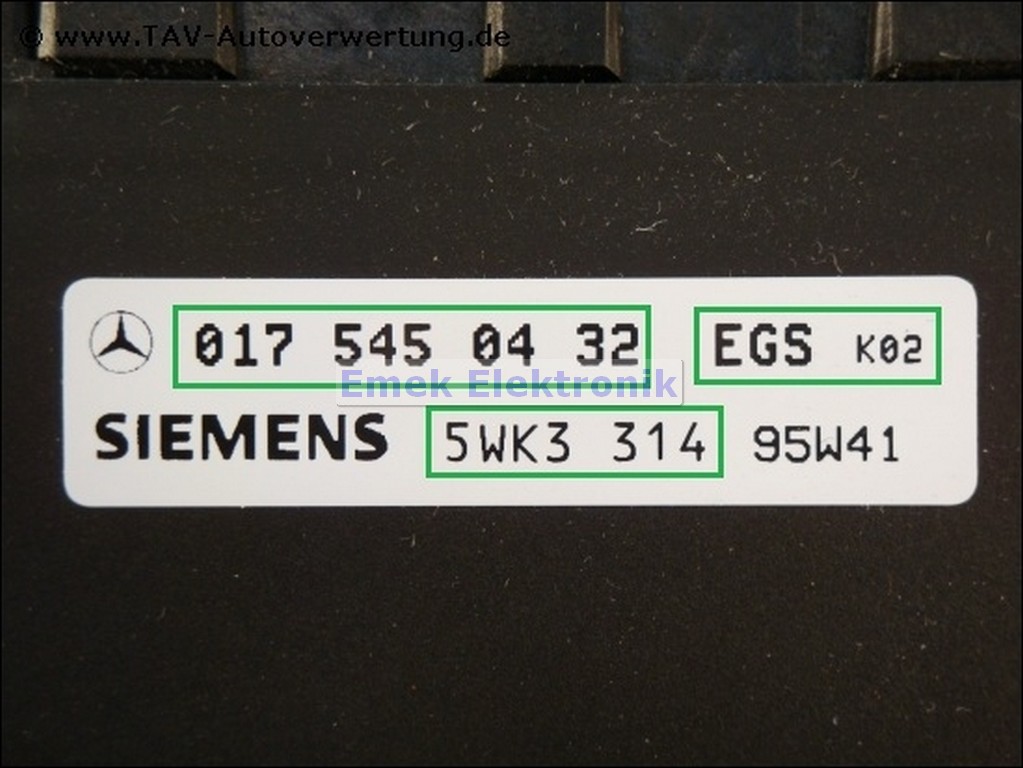 © www.TAV-Autoverwertung.de
017 545 04 32 EGS K02
Emek Elektronik
SIEMENS 5WK3 314 95W41